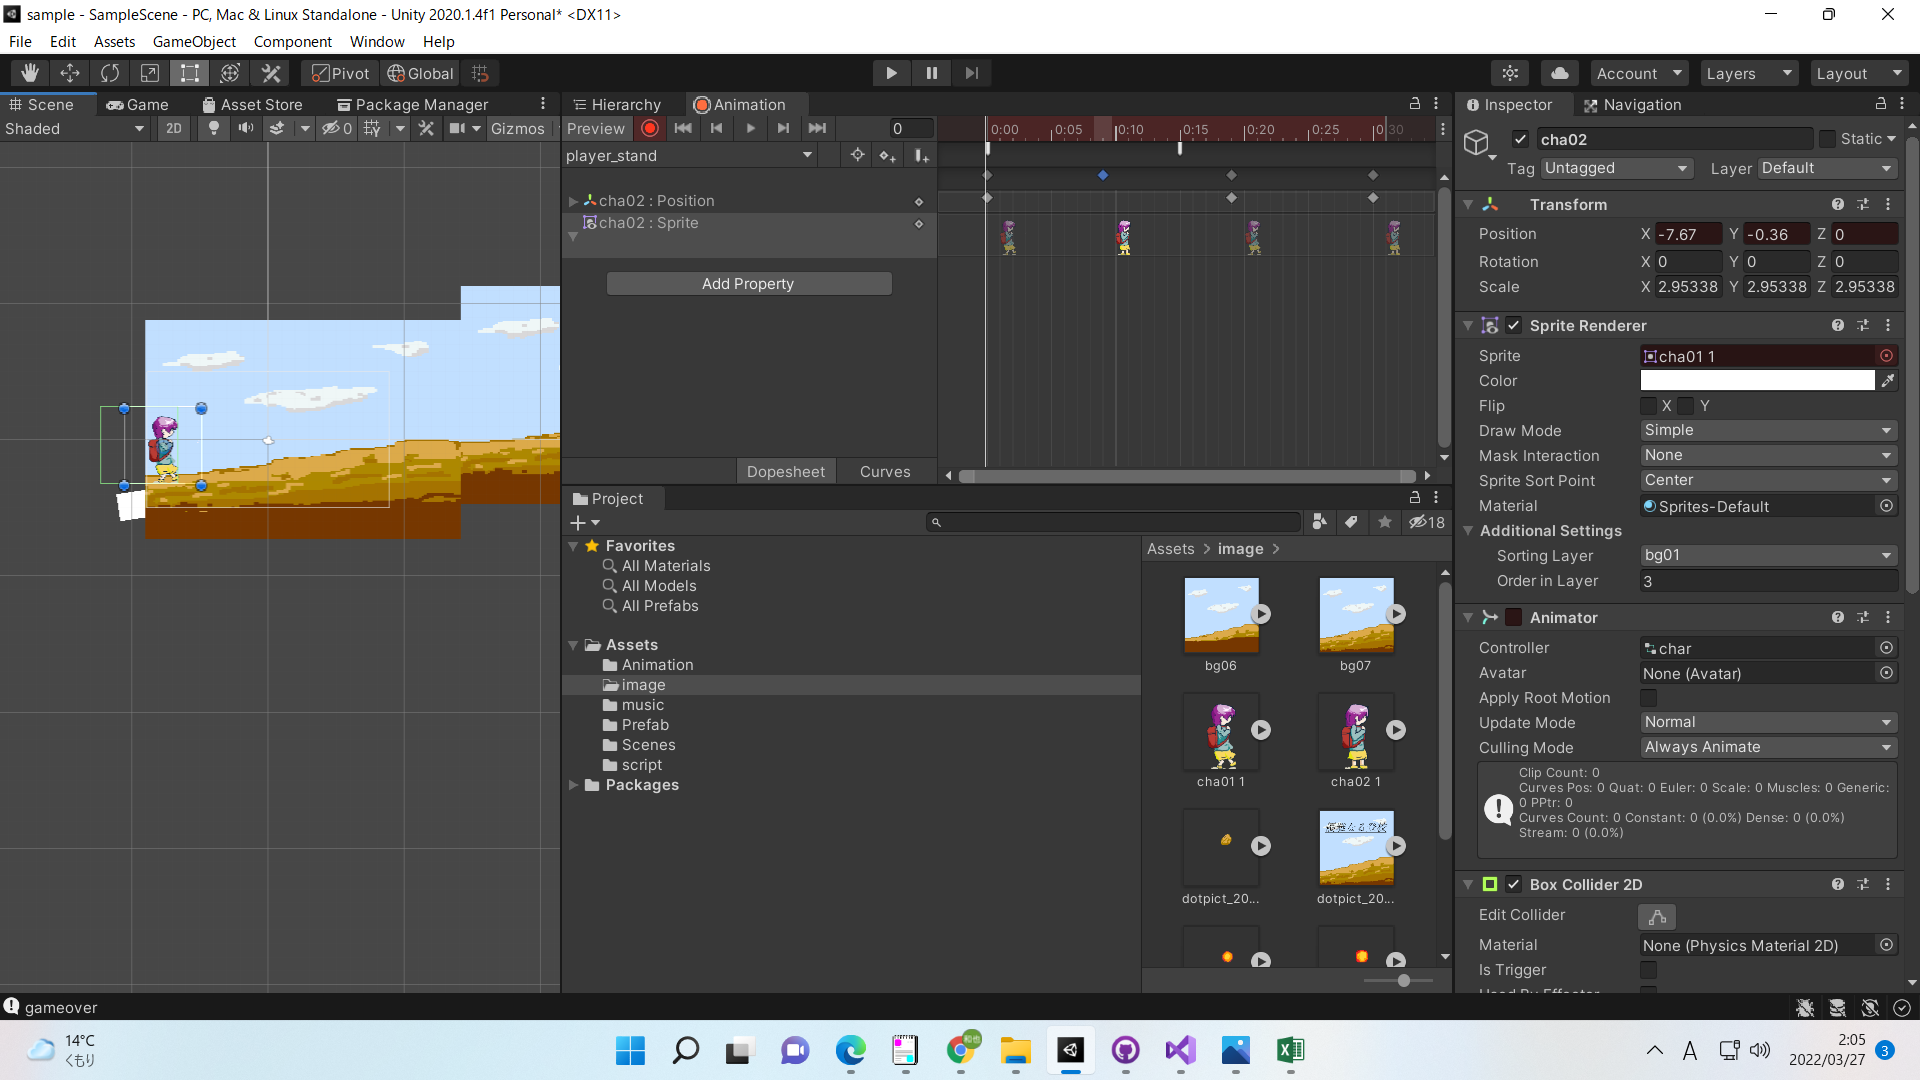 sample - SampleScene - PC, Mac & Linux Standalone - Unity 2020.1.4f1 Personal* <DX11>
File Edit Assets GameObject Component Window Help
Pivot Global Account Layers Layout
Scene Game Asset Store Package Manager
Shaded 2D 0 Gizmos
Hierarchy Animation
Preview 0
0:00 0:05 0:10 0:15 0:20 0:25 0:30
player_stand
cha02 : Position
cha02 : Sprite
Add Property
Dopesheet Curves
Project
18
Favorites
All Materials
All Models
All Prefabs
Assets
Animation
image
music
Prefab
Scenes
script
Packages
Assets > image >
bg06 bg07
cha01 1 cha02 1
dotpict_20... dotpict_20...
Inspector Navigation
cha02 Static
Tag Untagged Layer Default
Transform
Position X -7.67 Y -0.36 Z 0
Rotation X 0 Y 0 Z 0
Scale X 2.95338 Y 2.95338 Z 2.95338
Sprite Renderer
Sprite cha01 1
Color
Flip X Y
Draw Mode Simple
Mask Interaction None
Sprite Sort Point Center
Material Sprites-Default
Additional Settings
Sorting Layer bg01
Order in Layer 3
Animator
Controller char
Avatar None (Avatar)
Apply Root Motion
Update Mode Normal
Culling Mode Always Animate
Clip Count: 0
Curves Pos: 0 Quat: 0 Euler: 0 Scale: 0 Muscles: 0 Generic:
0 PPtr: 0
Curves Count: 0 Constant: 0 (0.0%) Dense: 0 (0.0%)
Stream: 0 (0.0%)
Box Collider 2D
Edit Collider
Material None (Physics Material 2D)
Is Trigger
Used By Effector
gameover
14°C
くもり
A
2:05
2022/03/27
3